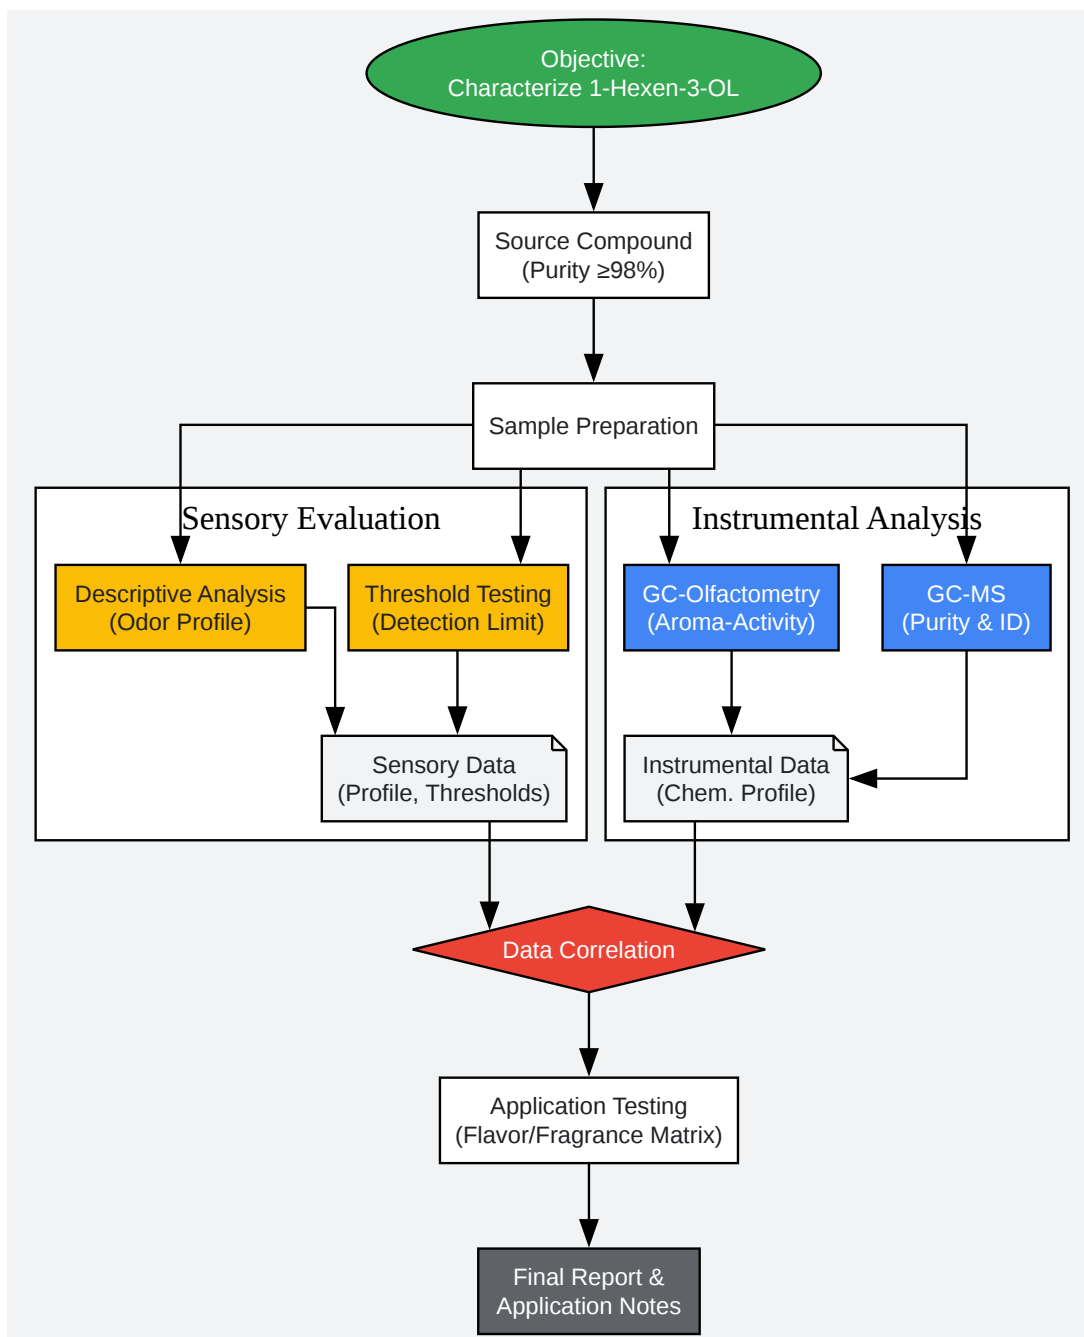 Objective:
Characterize 1-Hexen-3-OL
Source Compound
(Purity ≥98%)
Sample Preparation
Sensory Evaluation
Instrumental Analysis
Descriptive Analysis
(Odor Profile)
Threshold Testing
(Detection Limit)
GC-Olfactometry
(Aroma-Activity)
GC-MS
(Purity & ID)
Sensory Data
(Profile, Thresholds)
Instrumental Data
(Chem. Profile)
Data Correlation
Application Testing
(Flavor/Fragrance Matrix)
Final Report &
Application Notes